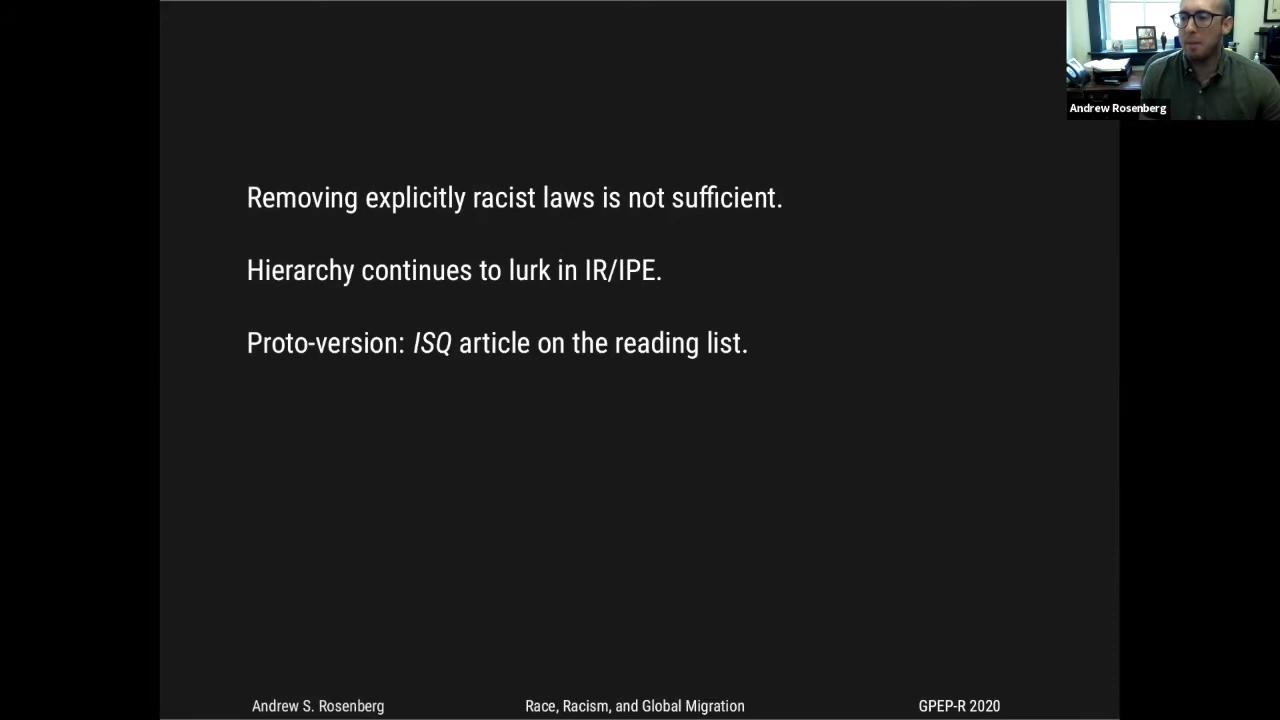 Andrew Rosenberg
Removing explicitly racist laws is not sufficient.
Hierarchy continues to lurk in IR/IPE.
Proto-version: ISQ article on the reading list.
Andrew S. Rosenberg
Race, Racism, and Global Migration
GPEP-R 2020